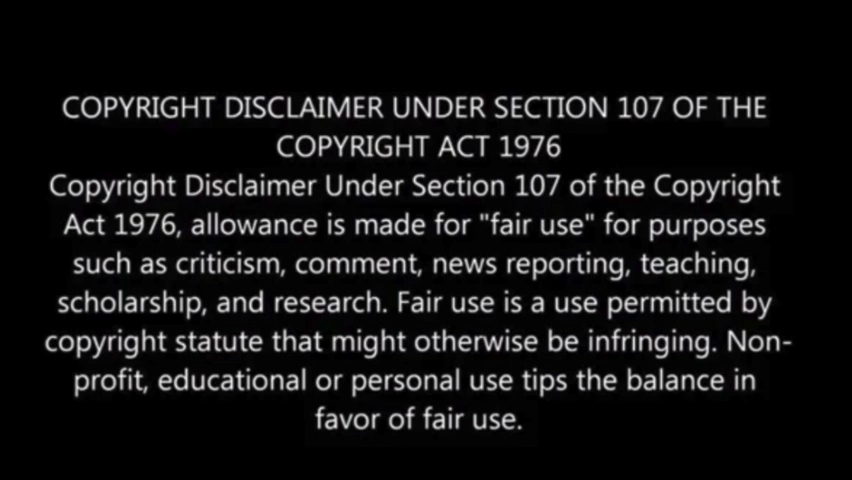 COPYRIGHT DISCLAIMER UNDER SECTION 107 OF THE
COPYRIGHT ACT 1976
Copyright Disclaimer Under Section 107 of the Copyright
Act 1976, allowance is made for "fair use" for purposes
such as criticism, comment, news reporting, teaching,
scholarship, and research. Fair use is a use permitted by
copyright statute that might otherwise be infringing. Non-
profit, educational or personal use tips the balance in
favor of fair use.